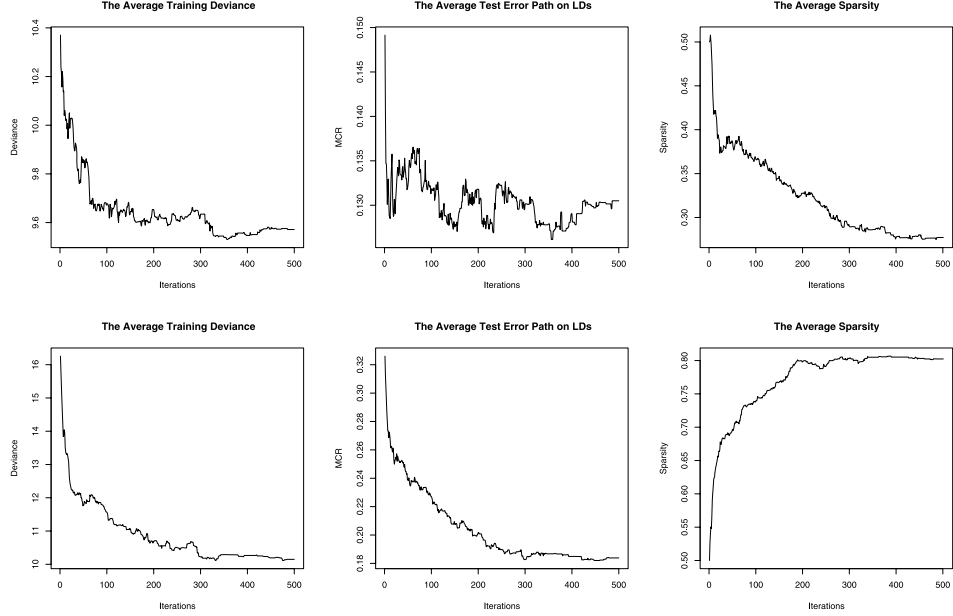 The Average Training Deviance
Deviance
9.6 9.8 10.0 10.2 10.4
0 100 200 300 400 500
Iterations
The Average Test Error Path on LDs
MCR
0.130 0.135 0.140 0.145 0.150
0 100 200 300 400 500
Iterations
The Average Sparsity
Sparsity
0.30 0.35 0.40 0.45 0.50
0 100 200 300 400 500
Iterations
The Average Training Deviance
Deviance
10 11 12 13 14 15 16
0 100 200 300 400 500
Iterations
The Average Test Error Path on LDs
MCR
0.18 0.20 0.22 0.24 0.26 0.28 0.30 0.32
0 100 200 300 400 500
Iterations
The Average Sparsity
Sparsity
0.50 0.55 0.60 0.65 0.70 0.75 0.80
0 100 200 300 400 500
Iterations